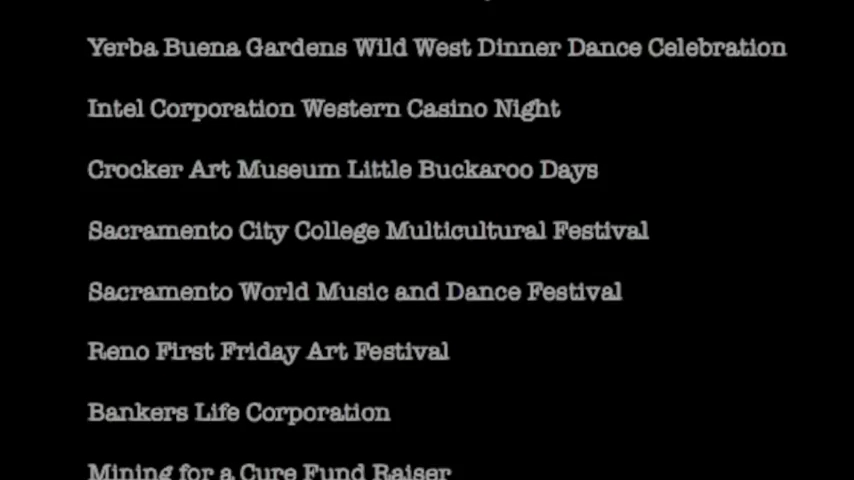 Yerba Buena Gardens Wild West Dinner Dance Celebration
Intel Corporation Western Casino Night
Crocker Art Museum Little Buckaroo Days
Sacramento City College Multicultural Festival
Sacramento World Music and Dance Festival
Reno First Friday Art Festival
Bankers Life Corporation
Mining for a Cure Fund Raiser